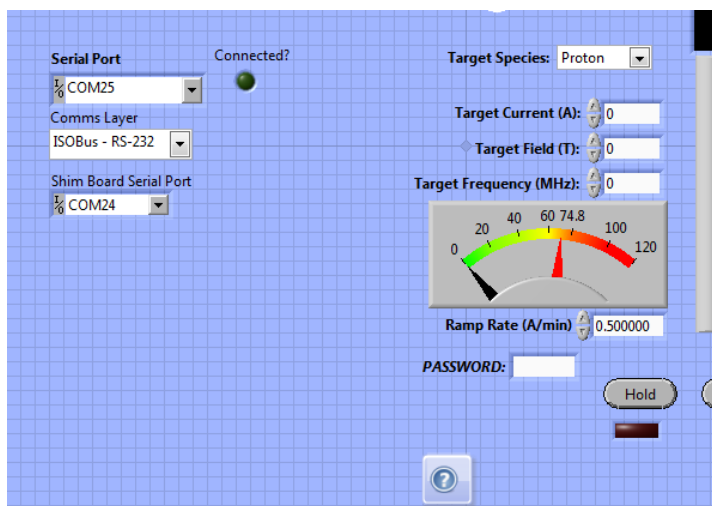 Serial Port
Connected?
COM25
Comms Layer
ISOBus - RS-232
Shim Board Serial Port
COM24
Target Species: Proton
Target Current (A): 0
Target Field (T): 0
Target Frequency (MHz): 0
0 20 40 60 74.8 100 120
Ramp Rate (A/min) 0.500000
PASSWORD:
Hold
?